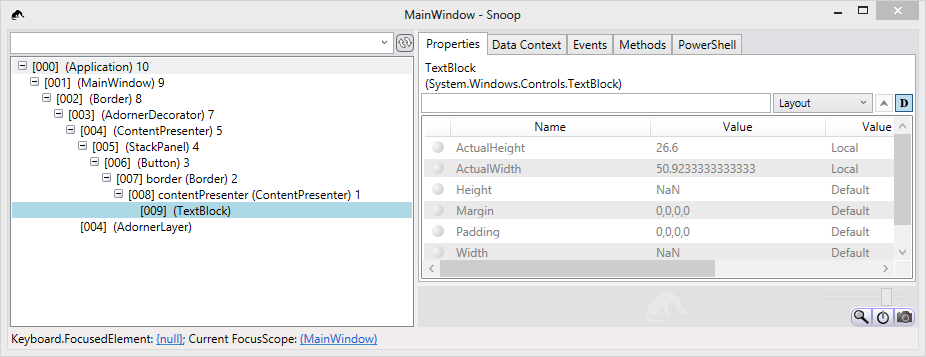 MainWindow - Snoop
[000] (Application) 10
[001] (MainWindow) 9
[002] (Border) 8
[003] (AdornerDecorator) 7
[004] (ContentPresenter) 5
[005] (StackPanel) 4
[006] (Button) 3
[007] border (Border) 2
[008] contentPresenter (ContentPresenter) 1
[009] (TextBlock)
[004] (AdornerLayer)
Properties Data Context Events Methods PowerShell
TextBlock
(System.Windows.Controls.TextBlock)
Layout D
Name Value Value
ActualHeight 26.6 Local
ActualWidth 50.9233333333333 Local
Height NaN Default
Margin 0,0,0,0 Default
Padding 0,0,0,0 Default
Width NaN Default
Keyboard.FocusedElement: {null}; Current FocusScope: (MainWindow)